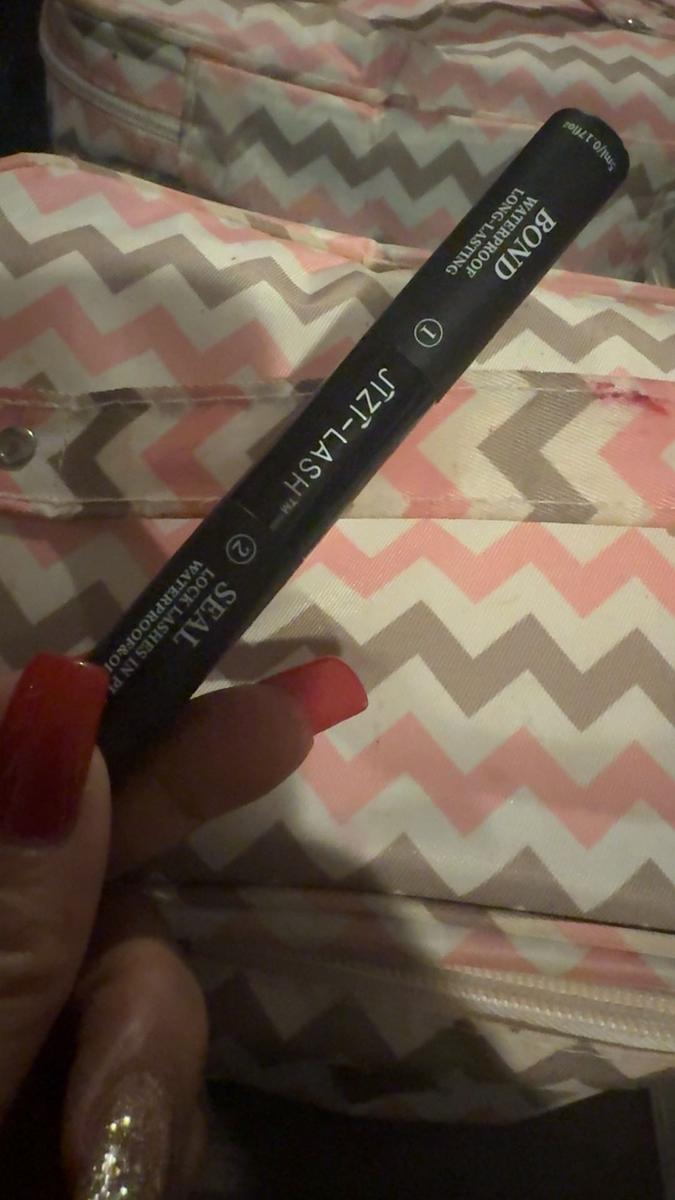 5ml/0.17floz
BOND
WATERPROOF
LONG-LASTING
1
JIZI-LASH™
2
SEAL
LOCK LASHES IN
WATERPROOF&